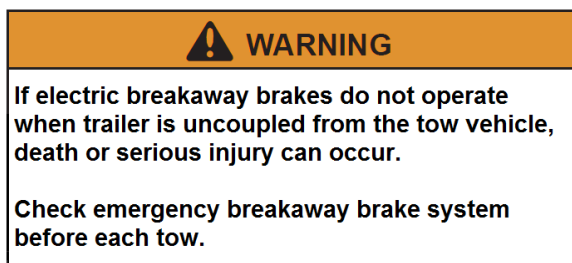 WARNING
If electric breakaway brakes do not operate
when trailer is uncoupled from the tow vehicle,
death or serious injury can occur.
Check emergency breakaway brake system
before each tow.